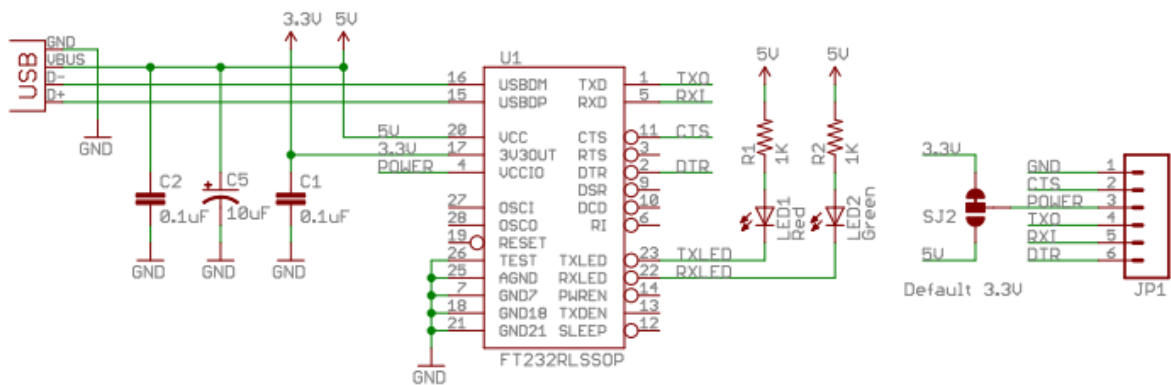 3.3V 5V
GND
VBUS
USB
D-
D+
GND
C2
0.1uF
GND
C5
10uF
GND
C1
0.1uF
GND
U1
16 USBDM TXD 1 TXO
15 USBDP RXD 5 RXI
5V 20 VCC CTS 11 CTS
3.3V 17 3V3OUT RTS 3
POWER 4 VCCIO DTR 2 DTR
DSR 9
27 OSCI DCD 10
28 OSCO RI 6
19 RESET
26 TEST TXLED 23 TXLED
25 AGND RXLED 22 RXLED
7 GND7 PWREN 14
18 GND18 TXDEN 13
21 GND21 SLEEP 12
FT232RLSSOP
GND
5V 5V
R1
1K
R2
1K
LED1
Red
LED2
Green
3.3V
SJ2
5V
Default 3.3V
GND 1
CTS 2
POWER 3
TXO 4
RXI 5
DTR 6
JP1